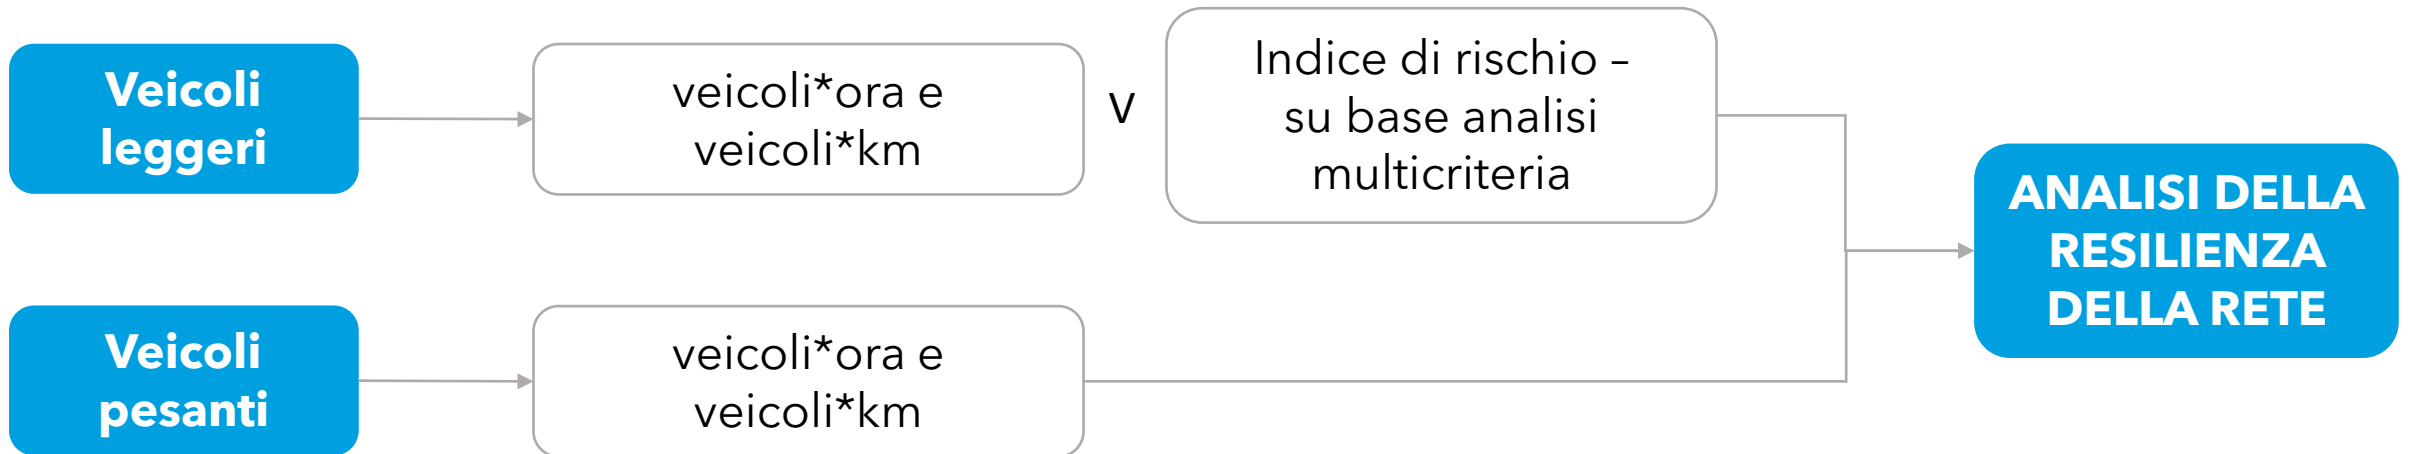 Veicoli
leggeri
veicoli*ora e
veicoli*km
V
Indice di rischio –
su base analisi
multicriteria
Veicoli
pesanti
veicoli*ora e
veicoli*km
ANALISI DELLA
RESILIENZA
DELLA RETE